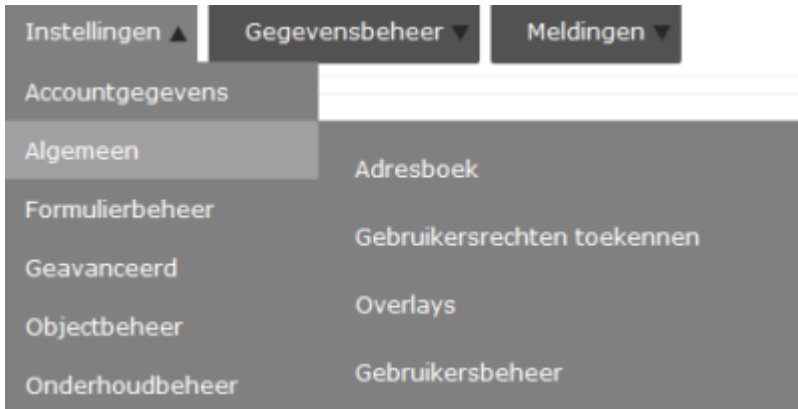 Instellingen ▲ Gegevensbeheer ▼ Meldingen ▼
Accountgegevens
Algemeen
Adresboek
Formulierbeheer
Gebruikersrechten toekennen
Geavanceerd
Overlays
Objectbeheer
Gebruikersbeheer
Onderhoudbeheer